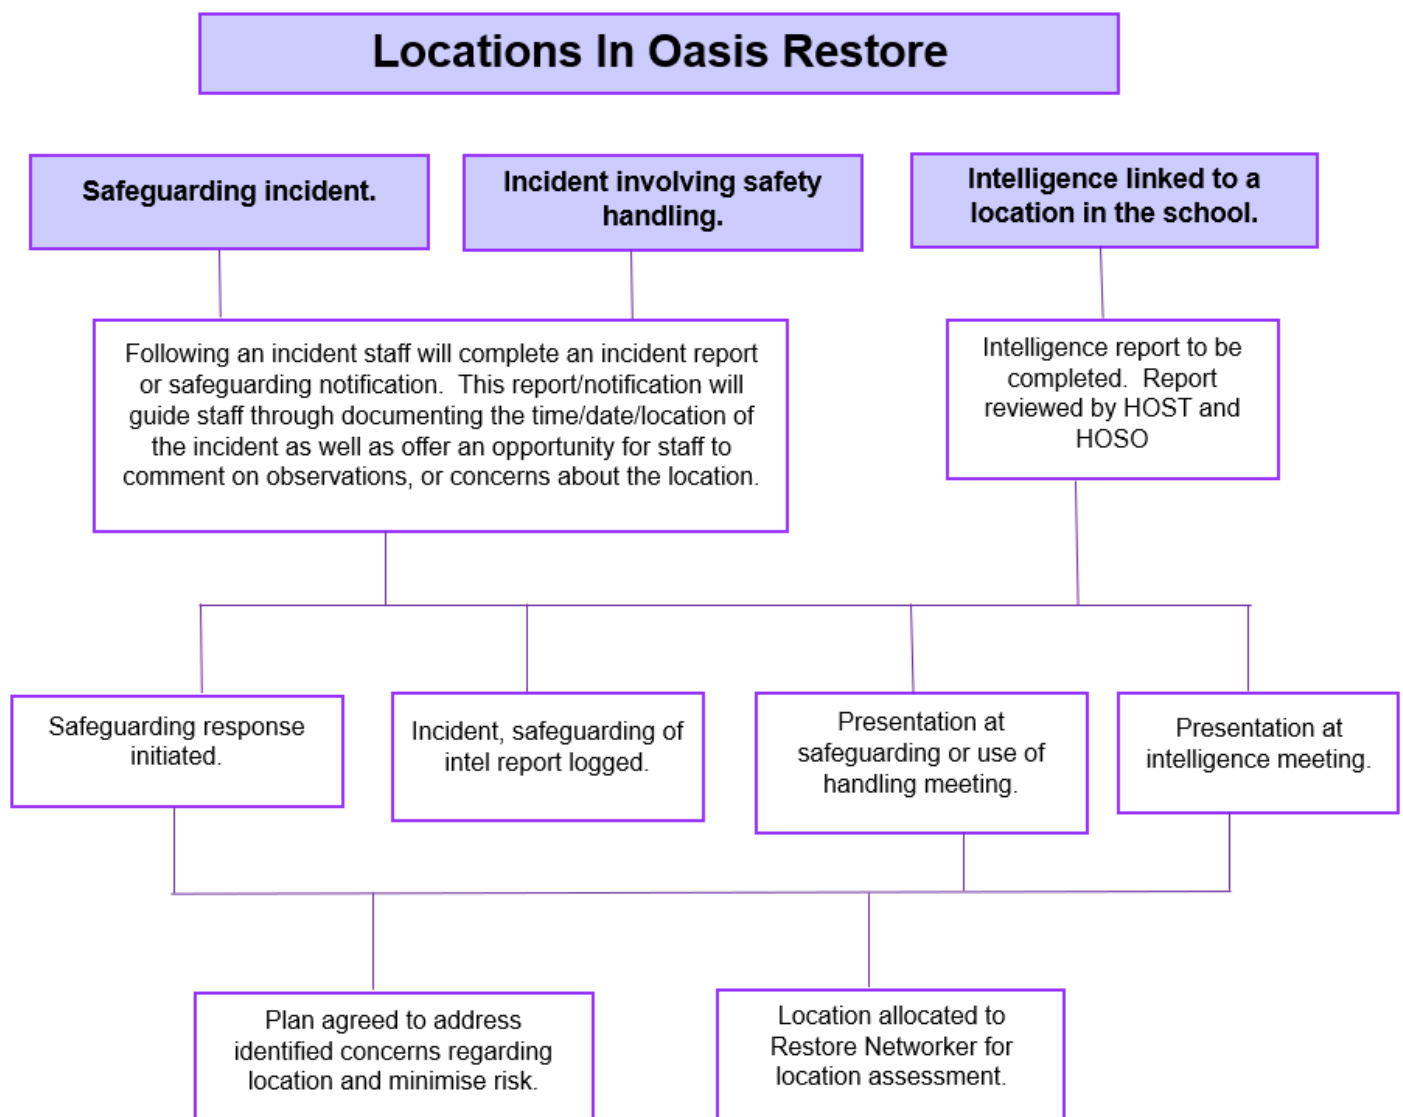 Locations In Oasis Restore
Safeguarding incident.
Incident involving safety
handling.
Intelligence linked to a
location in the school.
Following an incident staff will complete an incident report
or safeguarding notification.  This report/notification will
guide staff through documenting the time/date/location of
the incident as well as offer an opportunity for staff to
comment on observations, or concerns about the location.
Intelligence report to be
completed.  Report
reviewed by HOST and
HOSO
Safeguarding response
initiated.
Incident, safeguarding of
intel report logged.
Presentation at
safeguarding or use of
handling meeting.
Presentation at
intelligence meeting.
Plan agreed to address
identified concerns regarding
location and minimise risk.
Location allocated to
Restore Networker for
location assessment.